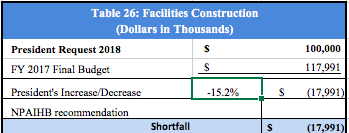 Table 26: Facilities Construction
(Dollars in Thousands)
President Request 2018 $ 100,000
FY 2017 Final Budget $ 117,991
President's Increase/Decrease -15.2% $ (17,991)
NPAIHB recommendation
Shortfall $ (17,991)